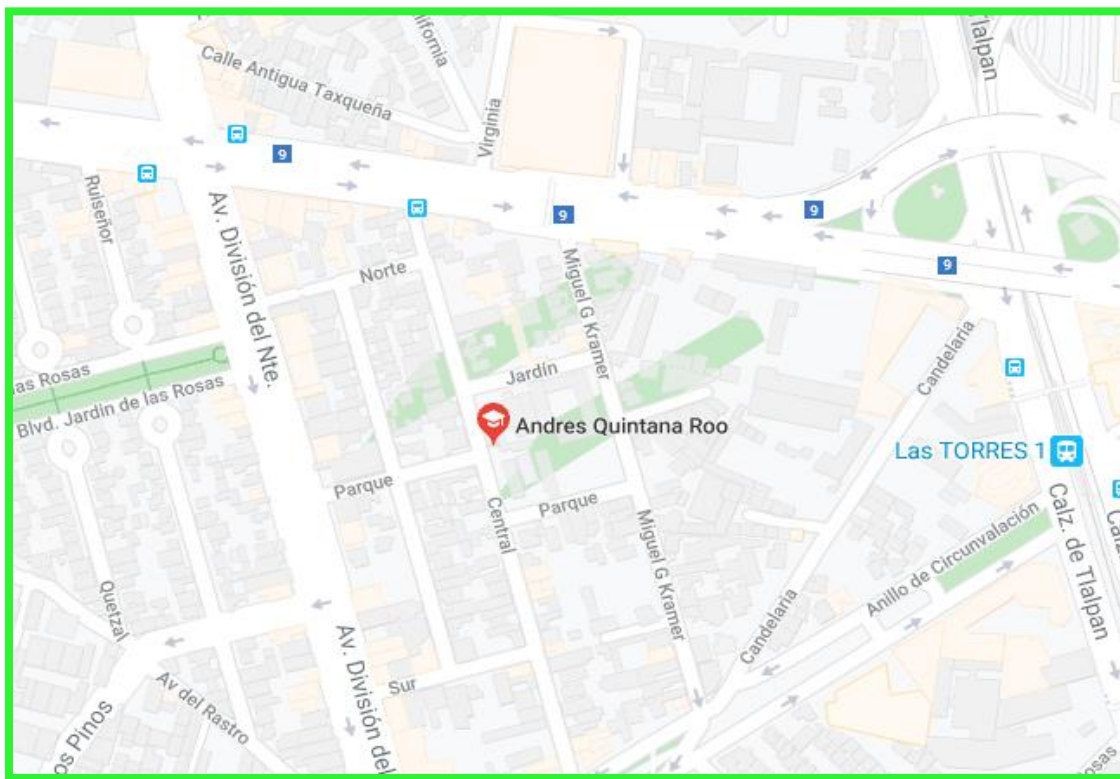 Calle Antigua Taxqueña
Virginia
Tlalpan
9
9
9
9
Ruiseñor
Av. División del Nte.
Norte
Miguel G Kramer
Jardín
Candelaria
las Rosas
Blvd. Jardin de las Rosas
Andres Quintana Roo
Las TORRES 1
Parque
Central
Parque
Miguel G Kramer
Anillo de Circunvalación
Calz. de Tlalpan
Quetzal
Candelaria
Av. División del
Sur
Av del Rastro
os Pinos